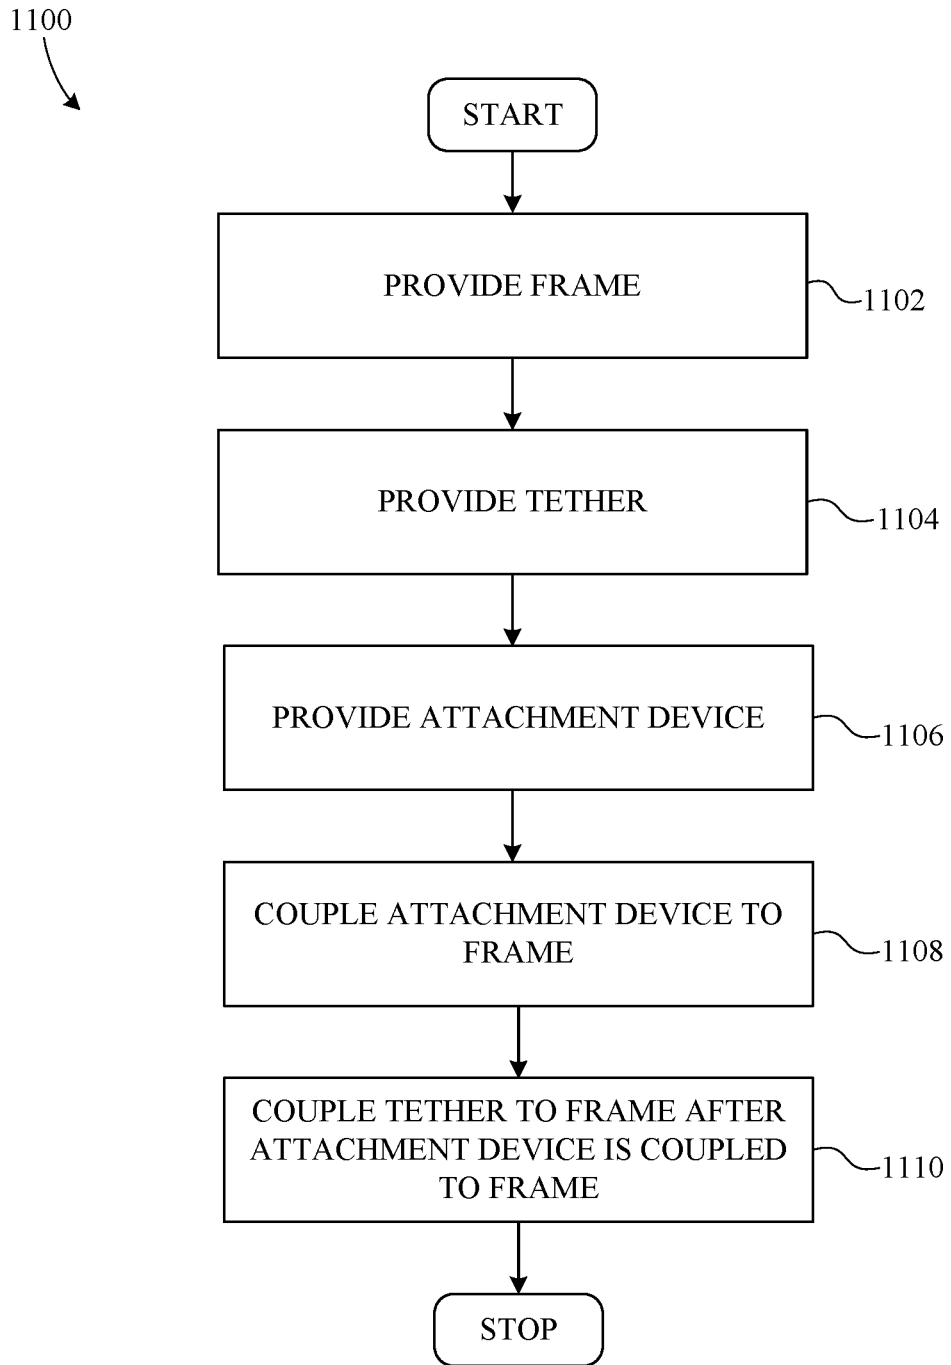 1100
START
PROVIDE FRAME
1102
PROVIDE TETHER
1104
PROVIDE ATTACHMENT DEVICE
1106
COUPLE ATTACHMENT DEVICE TO
FRAME
1108
COUPLE TETHER TO FRAME AFTER
ATTACHMENT DEVICE IS COUPLED
TO FRAME
1110
STOP